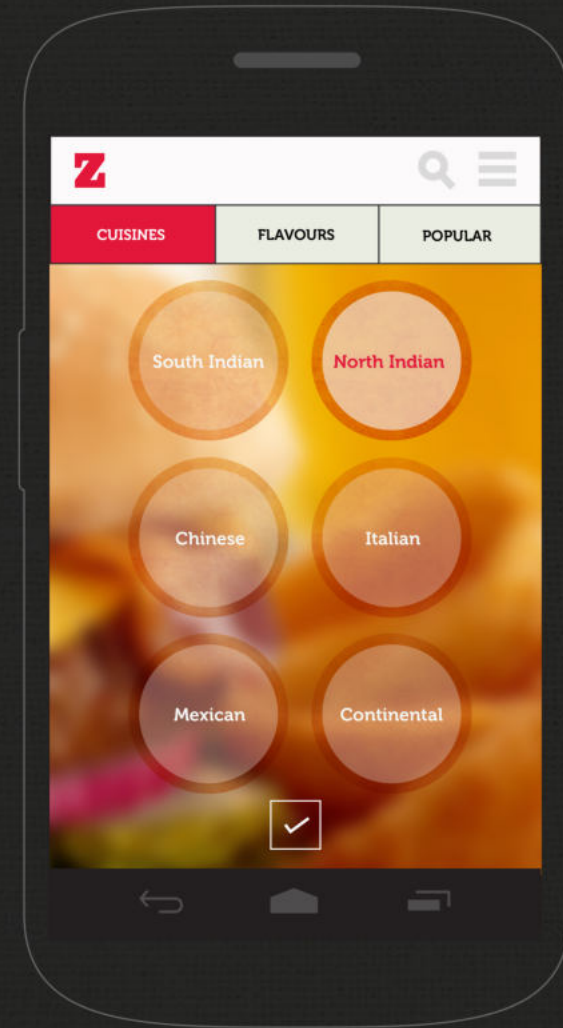 Z
CUISINES FLAVOURS POPULAR
South Indian North Indian
Chinese Italian
Mexican Continental